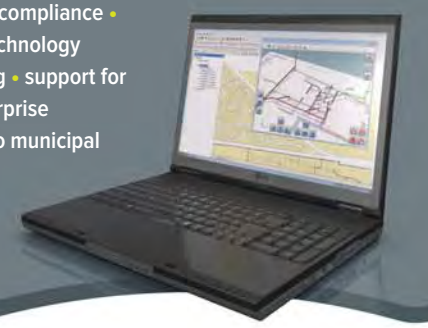 compliance •
chnology
g • support for
rprise
o municipal